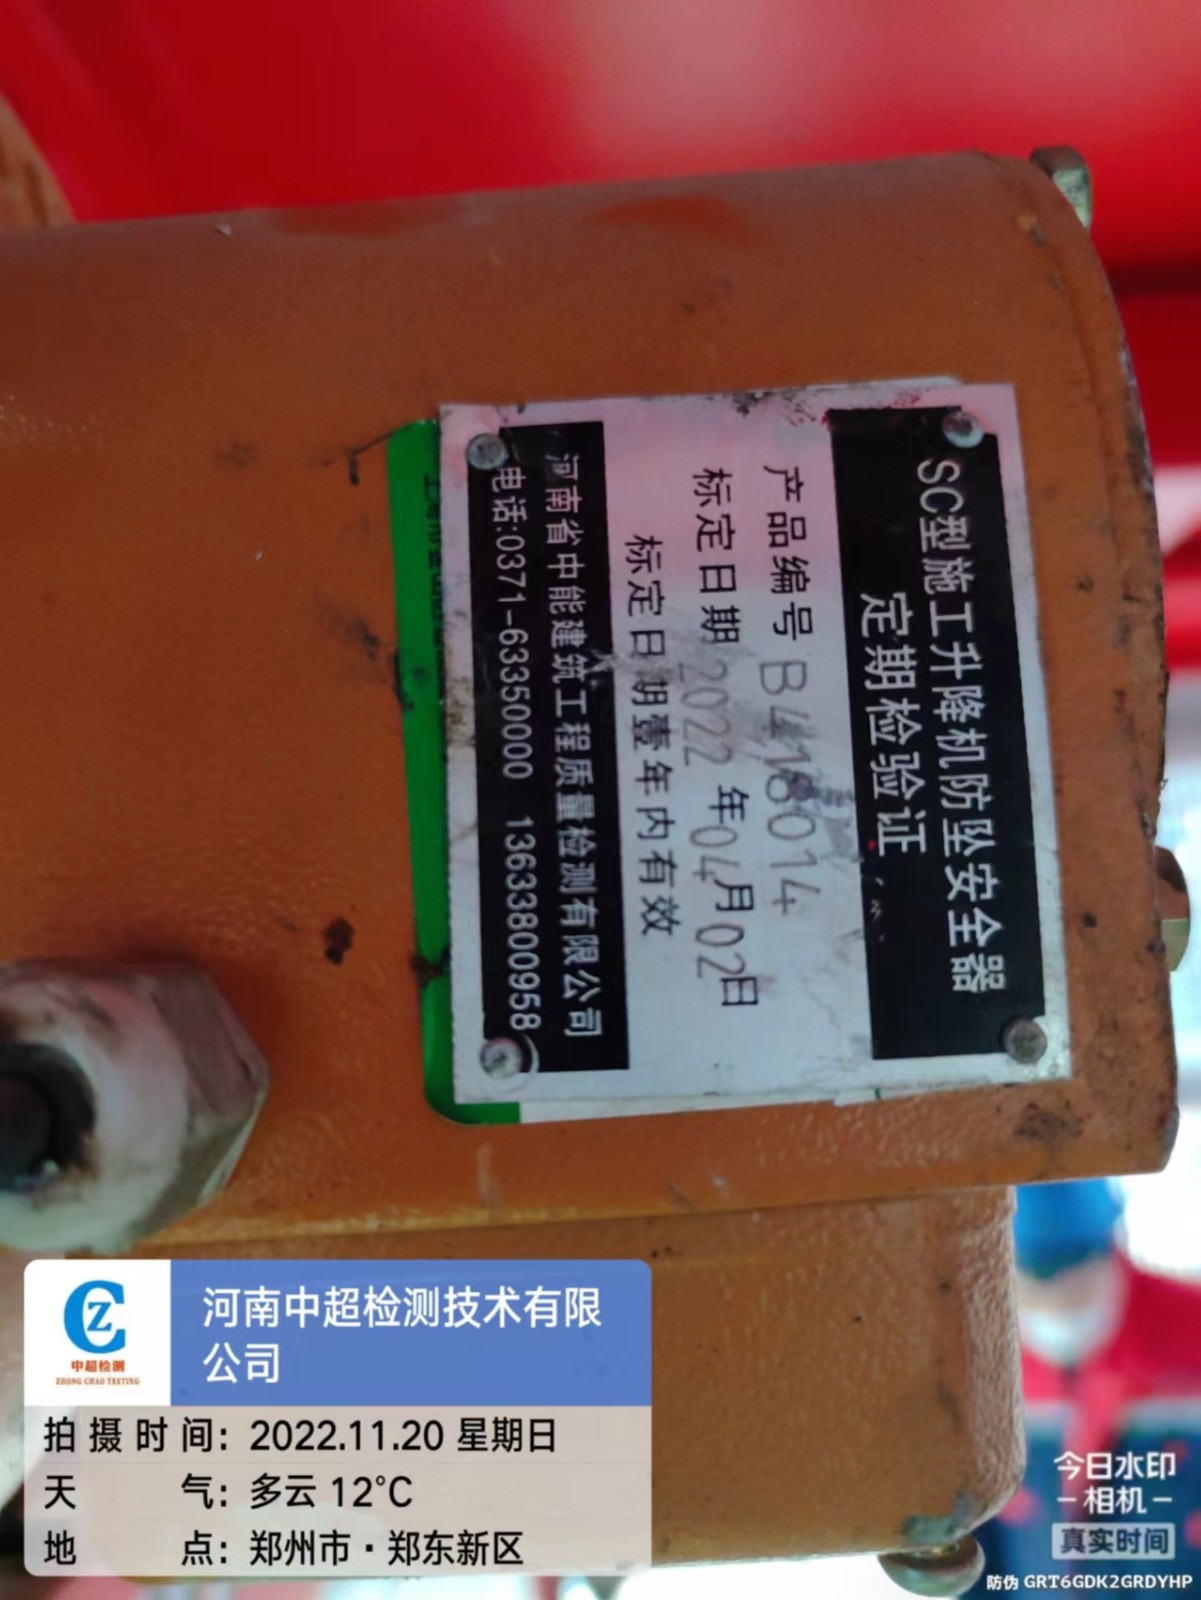 SC型施工升降机防坠安全器
定期检验证
产品编号 B4418014
标定日期 2022 年04月02日
标定日期壹年内有效
河南省中能建筑工程质量检测有限公司
电话:0371-63350000 13633800958
中超检测
ZHONG CHAO TESTING
河南中超检测技术有限
公司
拍摄时间: 2022.11.20 星期日
天气: 多云 12°C
地点: 郑州市·郑东新区
今日水印
相机
真实时间
防伪 GRT6GDK2GRDYHP